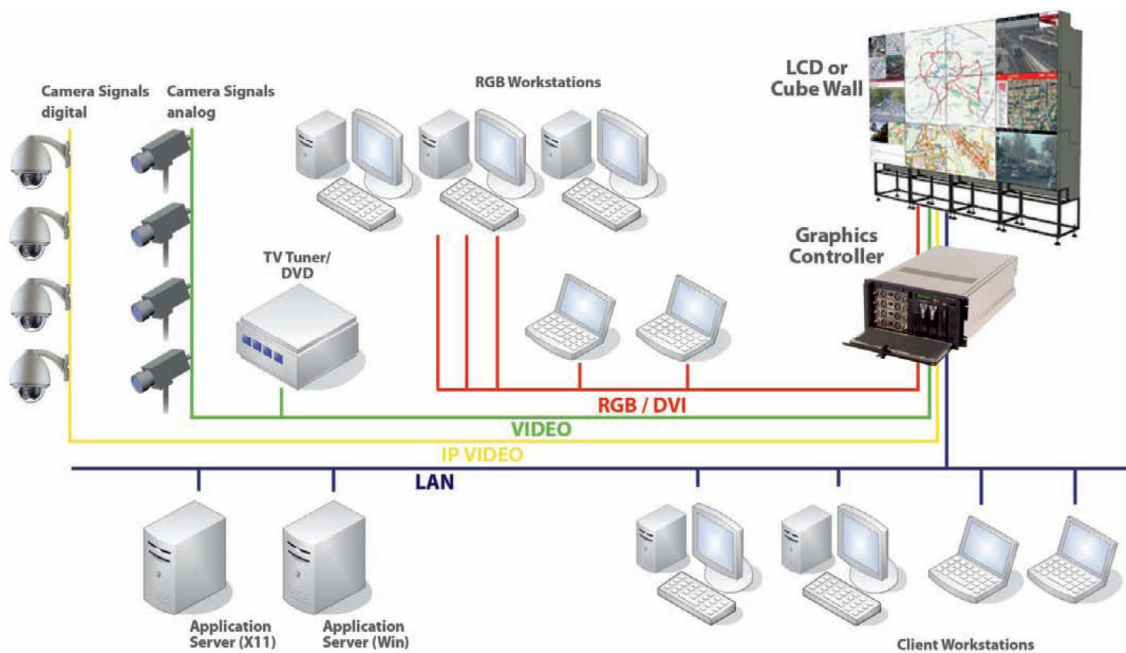 Camera Signals
digital
Camera Signals
analog
RGB Workstations
LCD or
Cube Wall
TV Tuner/
DVD
Graphics
Controller
RGB / DVI
VIDEO
IP VIDEO
LAN
Application
Server (X11)
Application
Server (Win)
Client Workstations